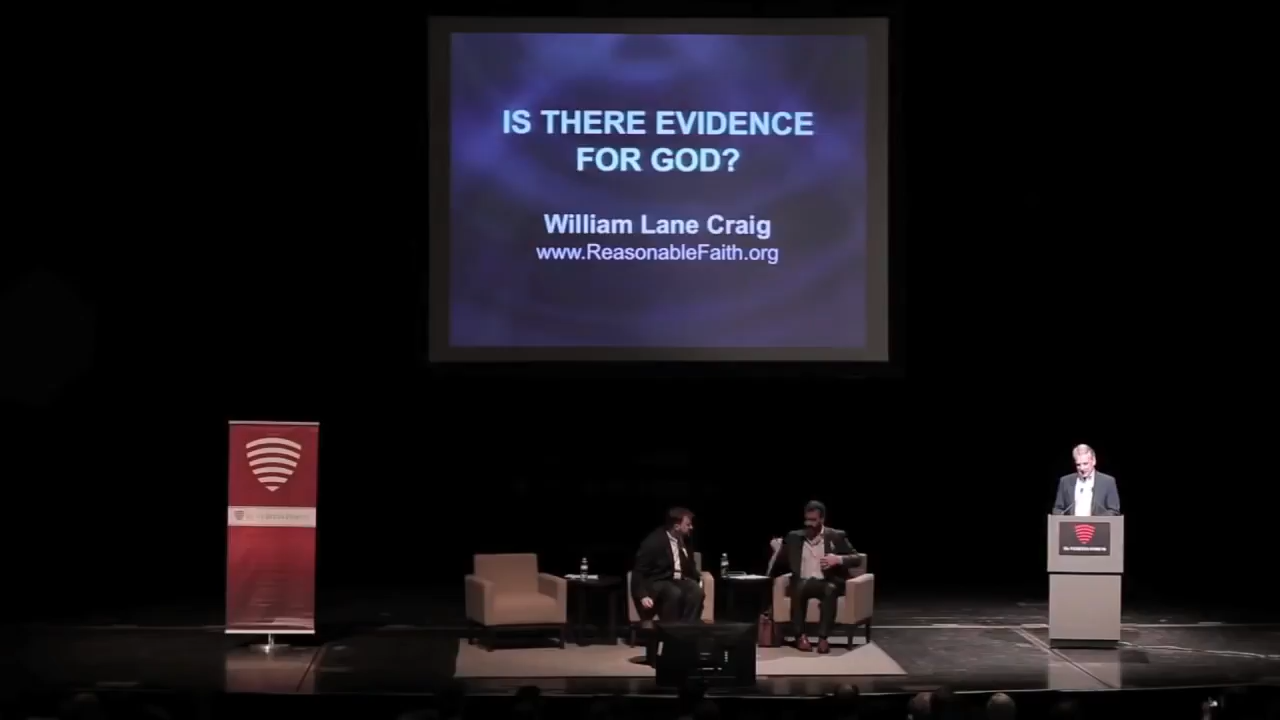 IS THERE EVIDENCE
FOR GOD?
William Lane Craig
www.ReasonableFaith.org